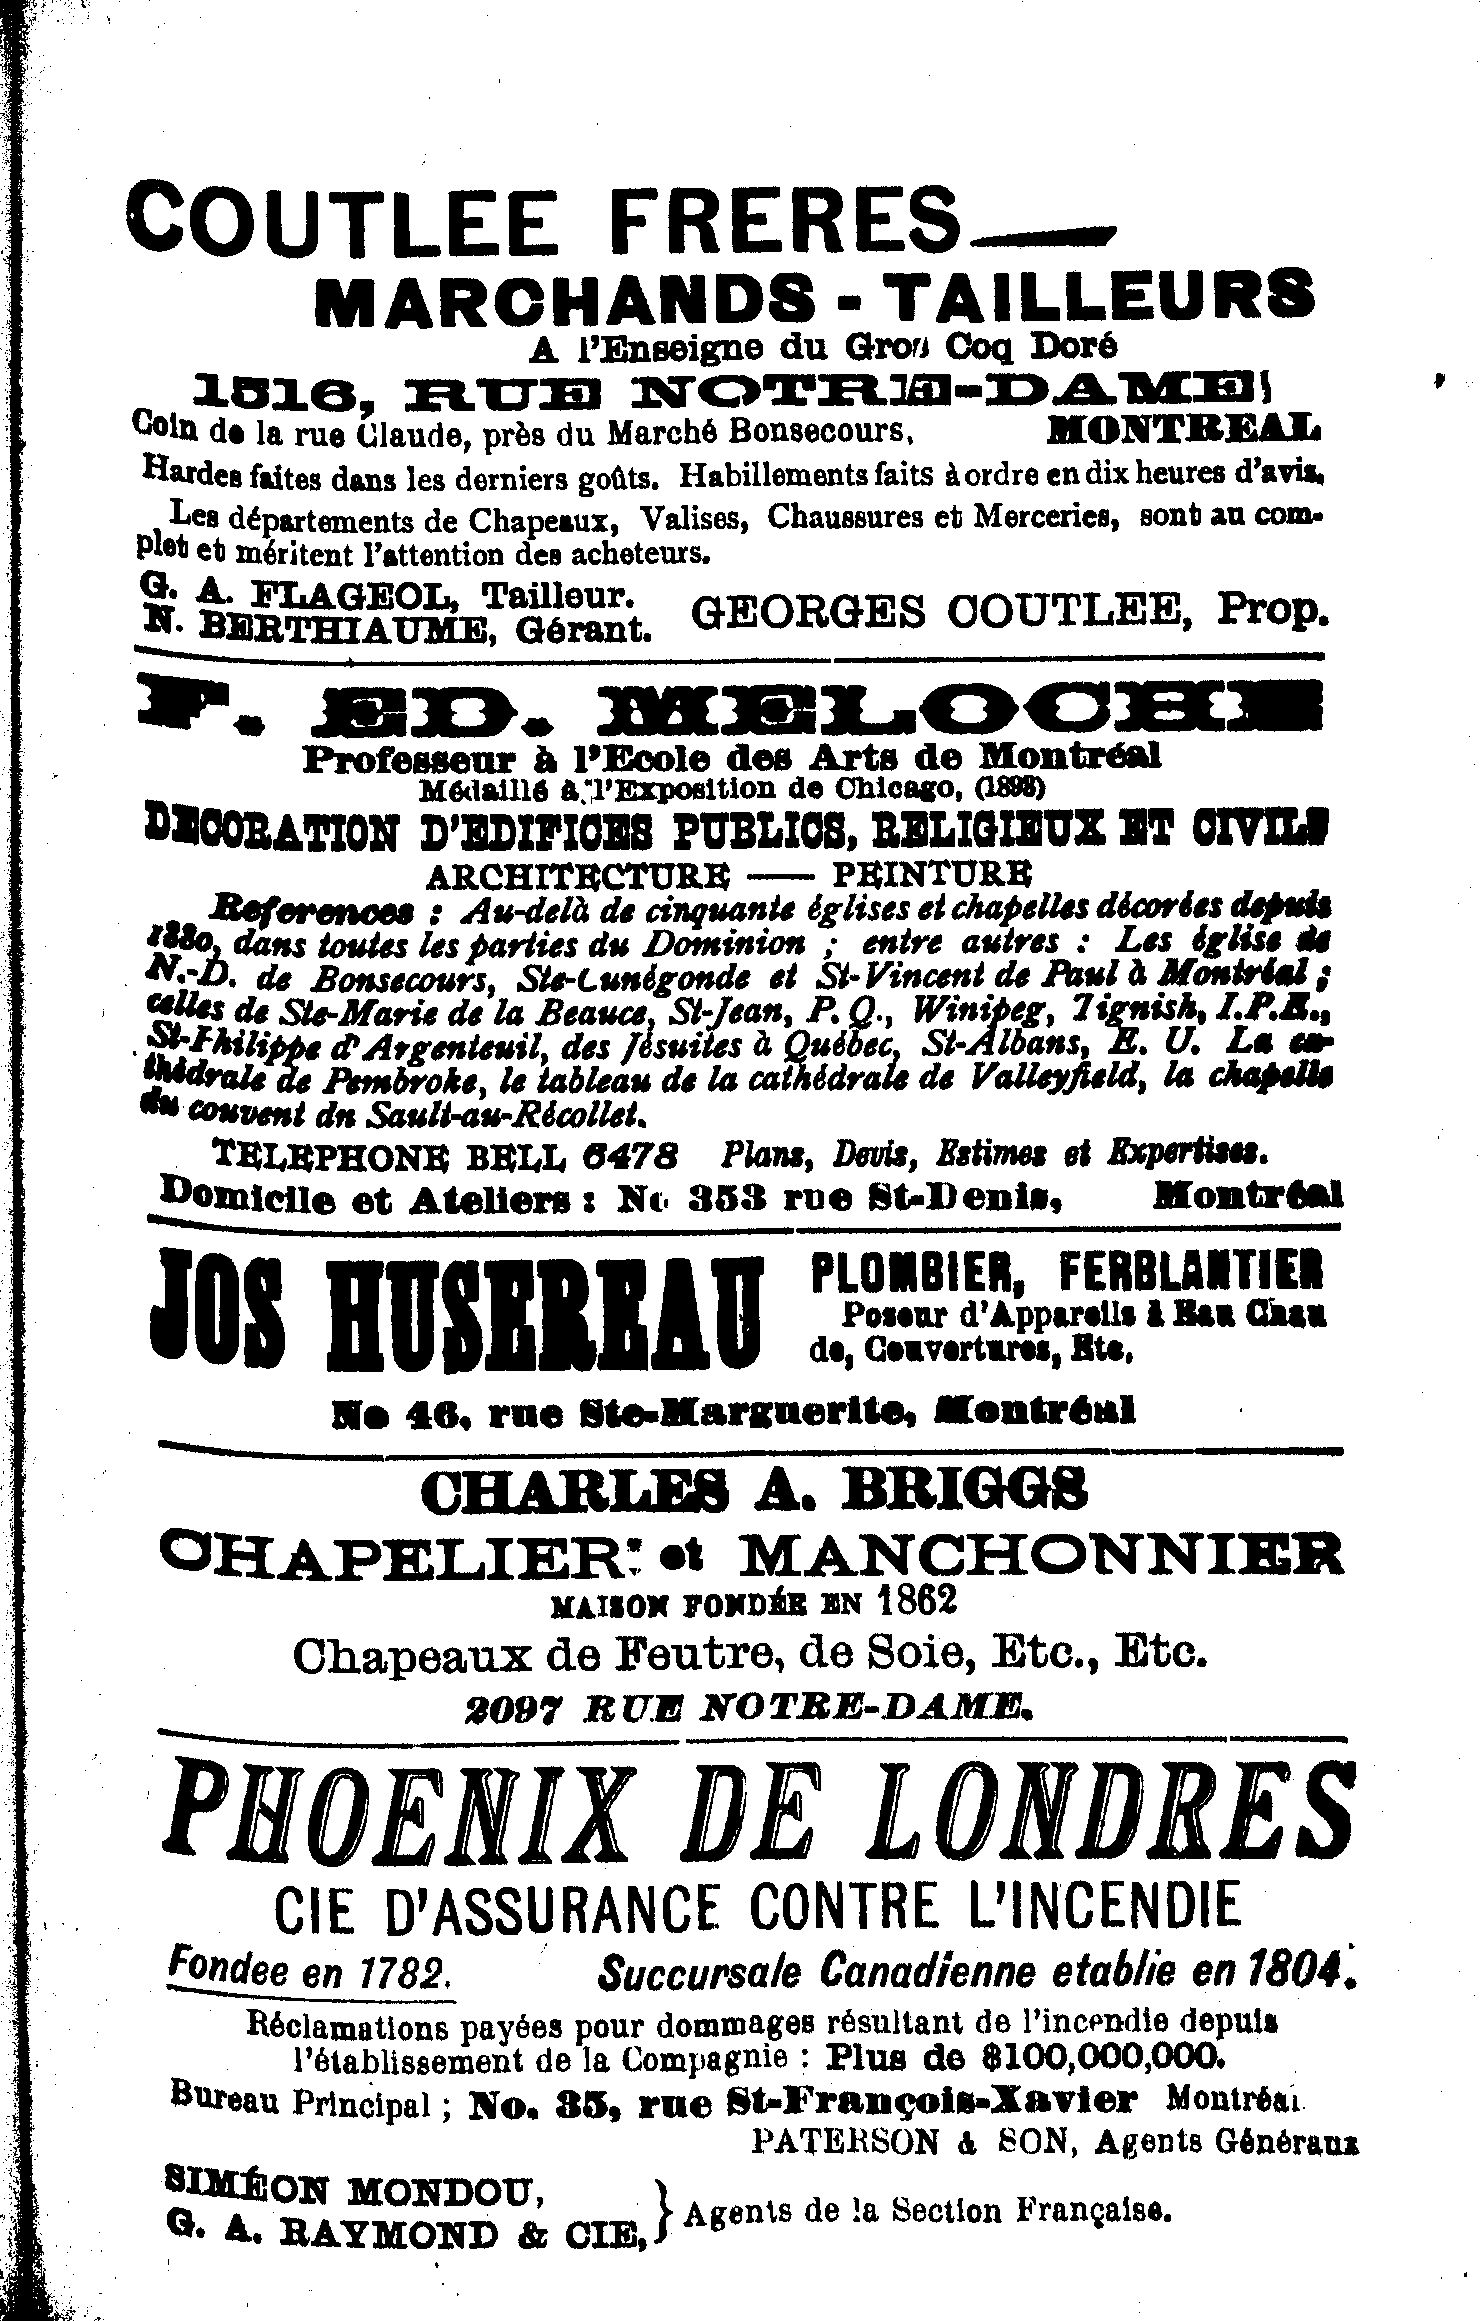 COUTLEE FRERES
MARCHANDS - TAILLEURS
A l'Enseigne du Gros Coq Doré
1516, RUE NOTRE-DAME
Coin de la rue Claude, près du Marché Bonsecours, MONTREAL
Hardes faites dans les derniers goûts. Habillements faits à ordre en dix heures d'avis.
Les départements de Chapeaux, Valises, Chaussures et Merceries, sont au com-
plet et méritent l'attention des acheteurs.
G. A. FLAGEOL, Tailleur.
N. BERTHIAUME, Gérant.
GEORGES COUTLEE, Prop.
F. ED. MELOCHE
Professeur à l'Ecole des Arts de Montréal
Médaillé à l'Exposition de Chicago, (1893)
DECORATION D'EDIFICES PUBLICS, RELIGIEUX ET CIVILS
ARCHITECTURE — PEINTURE
References : Au-delà de cinquante églises et chapelles décorées depuis
1880, dans toutes les parties du Dominion ; entre autres : Les église de
N.-D. de Bonsecours, Ste-Cunégonde et St-Vincent de Paul à Montréal ;
celles de Ste-Marie de la Beauce, St-Jean, P. Q., Winipeg, Tignish, I.P.E.,
St-Philippe d'Argenteuil, des Jésuites à Québec, St-Albans, E. U. La ca-
thédrale de Pembroke, le tableau de la cathédrale de Valleyfield, la chapelle
du couvent dn Sault-au-Récollet.
TELEPHONE BELL 6478 Plans, Devis, Estimes et Expertises.
Domicile et Ateliers : No 353 rue St-Denis, Montréal
JOS HUSEREAU
PLOMBIER, FERBLANTIER
Poseur d'Appareils à Eau Chau
de, Couvertures, Etc.
No 46, rue Ste-Marguerite, Montréal
CHARLES A. BRIGGS
CHAPELIER et MANCHONNIER
MAISON FONDÉE EN 1862
Chapeaux de Feutre, de Soie, Etc., Etc.
2097 RUE NOTRE-DAME.
PHOENIX DE LONDRES
CIE D'ASSURANCE CONTRE L'INCENDIE
Fondee en 1782. Succursale Canadienne etablie en 1804.
Réclamations payées pour dommages résultant de l'incendie depuis
l'établissement de la Compagnie : Plus de $100,000,000.
Bureau Principal ; No. 35, rue St-François-Xavier Montréal
PATERSON & SON, Agents Généraux
SIMÉON MONDOU,
G. A. RAYMOND & CIE, } Agents de la Section Française.